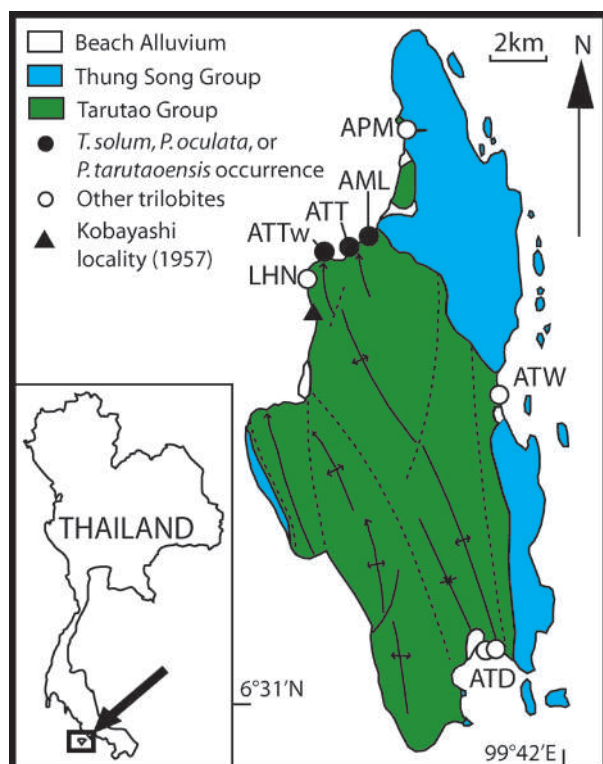 Beach Alluvium
Thung Song Group
Tarutao Group
T. solum, P. oculata, or
P. tarutaoensis occurrence
Other trilobites
Kobayashi
locality (1957)
2km
N
APM
AML
ATT
ATTw
LHN
ATW
ATD
THAILAND
6°31'N
99°42'E